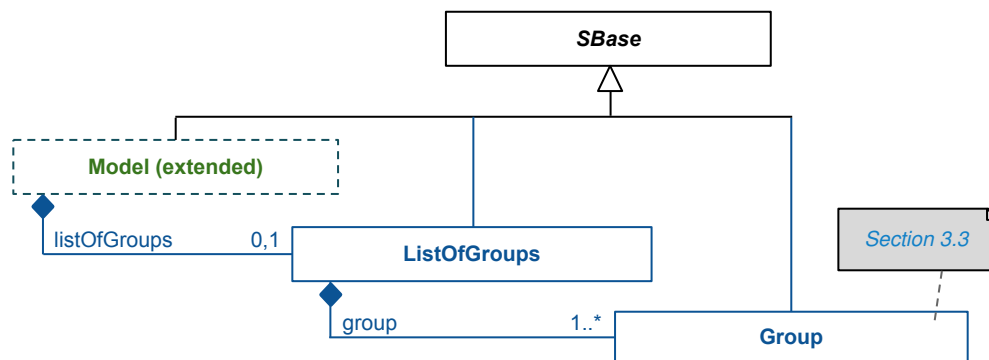 SBase
Model (extended)
listOfGroups 0,1
ListOfGroups
Section 3.3
group 1..*
Group